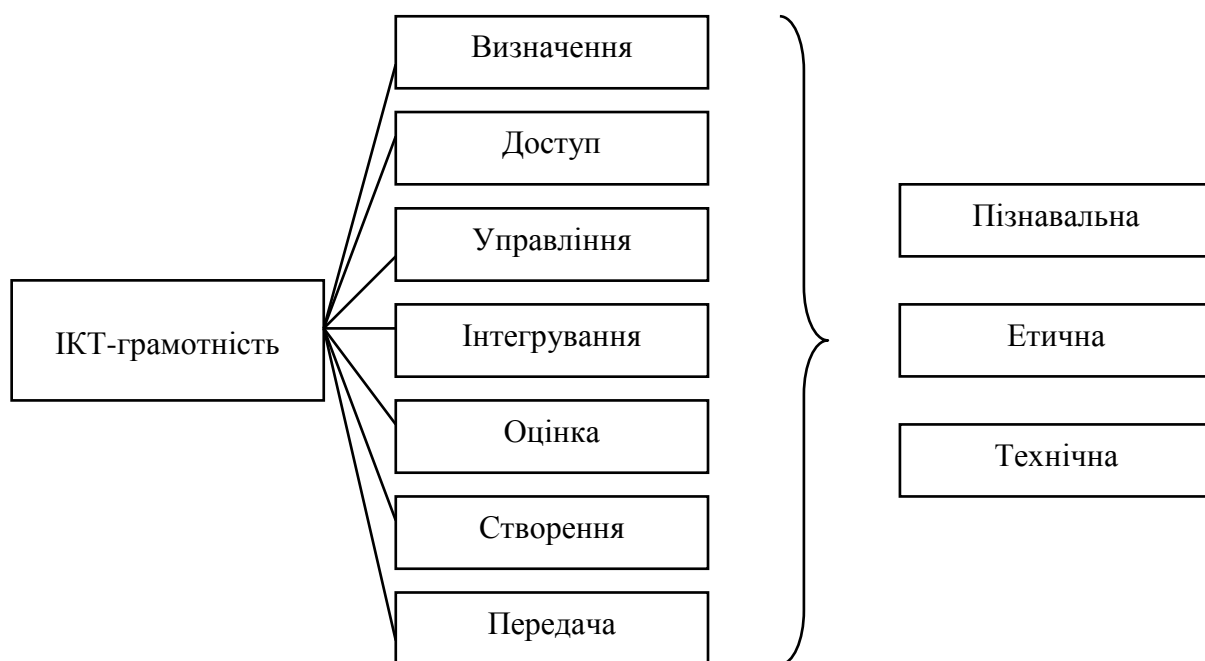 ІКТ-грамотність
Визначення
Доступ
Управління
Інтегрування
Оцінка
Створення
Передача
Пізнавальна
Етична
Технічна